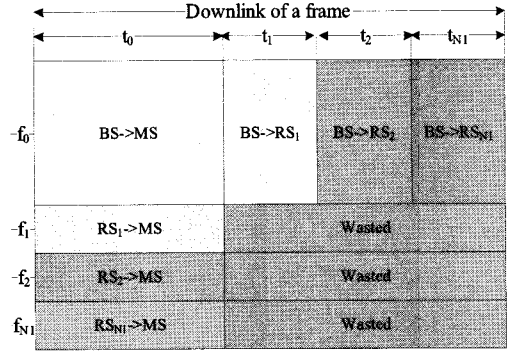 Downlink of a frame
t0 t1 t2 tN1
f0 BS->MS BS->RS1 BS->RS2 BS->RSN1
f1 RS1->MS Wasted
f2 RS2->MS Wasted
fN1 RSN1->MS Wasted